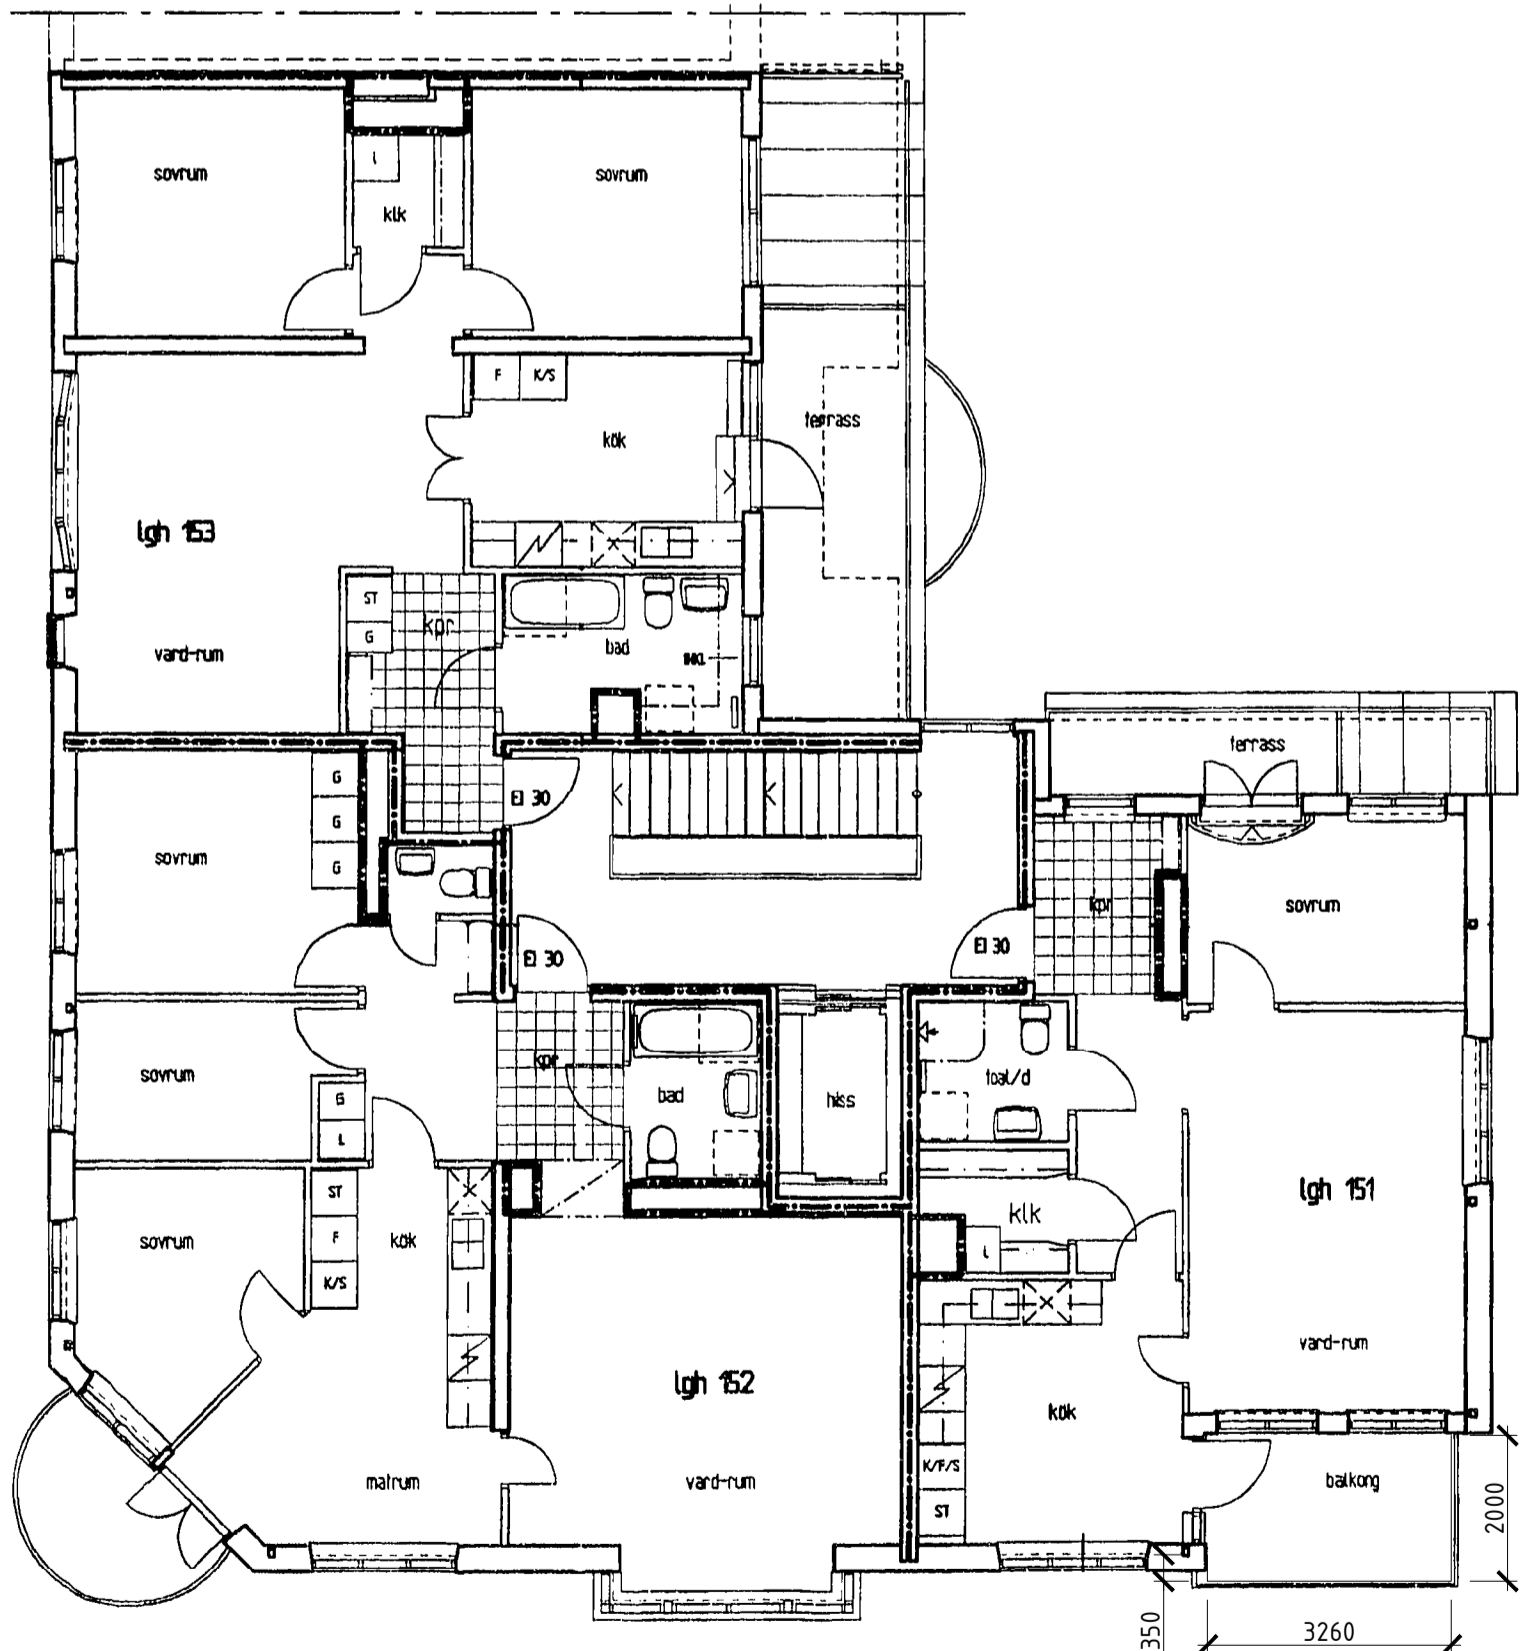 sovrum
l
klk
sovrum
F
K/S
kök
terrass
lgh 153
ST
G
kpr
bad
vard-rum
terrass
G
G
G
EI 30
sovrum
kpr
sovrum
EI 30
EI 30
kpr
sovrum
G
L
bad
hiss
toal/d
ST
F
K/S
sovrum
kök
klk
L
lgh 151
vard-rum
lgh 152
kök
K/F/S
ST
matrum
vard-rum
balkong
2000
350
3260